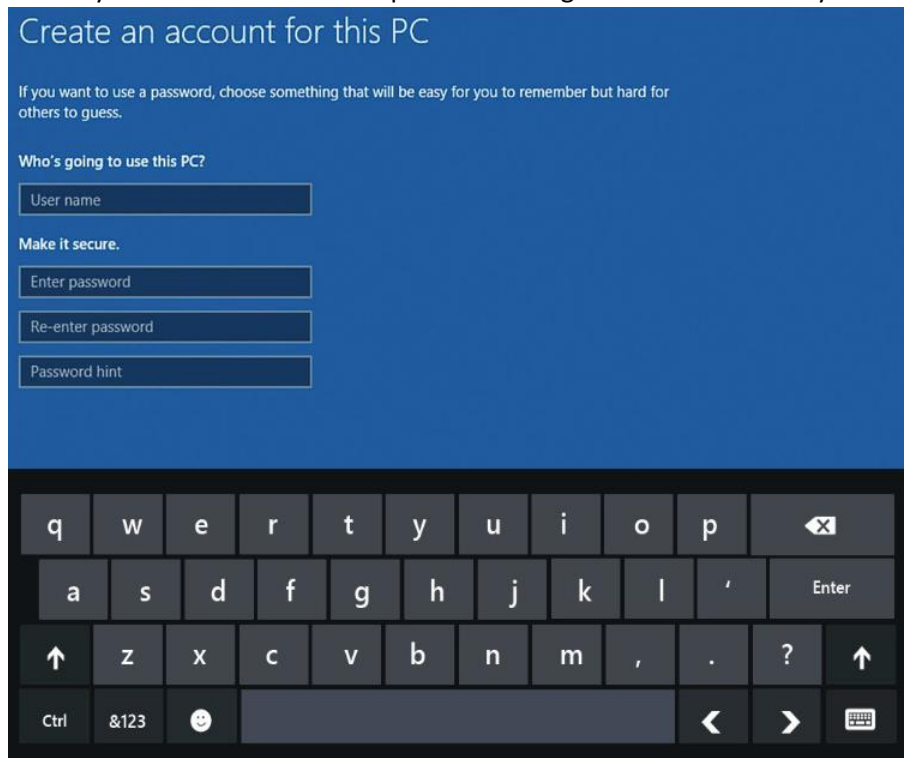 Create an account for this PC
If you want to use a password, choose something that will be easy for you to remember but hard for
others to guess.
Who's going to use this PC?
User name
Make it secure.
Enter password
Re-enter password
Password hint
q w e r t y u i o p
a s d f g h j k l ' Enter
z x c v b n m , . ?
Ctrl &123